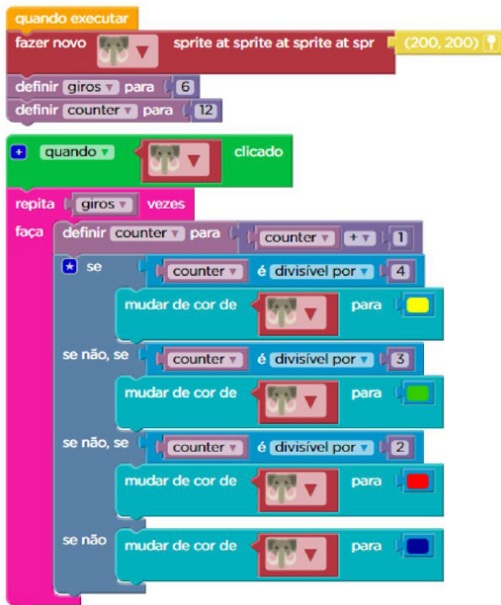 quando executar
fazer novo sprite at sprite at sprite at spr (200, 200)
definir giros para 6
definir counter para 12
quando clicado
repita giros vezes
faça definir counter para counter + 1
se counter é divisível por 4
mudar de cor de para
se não, se counter é divisível por 3
mudar de cor de para
se não, se counter é divisível por 2
mudar de cor de para
se não mudar de cor de para